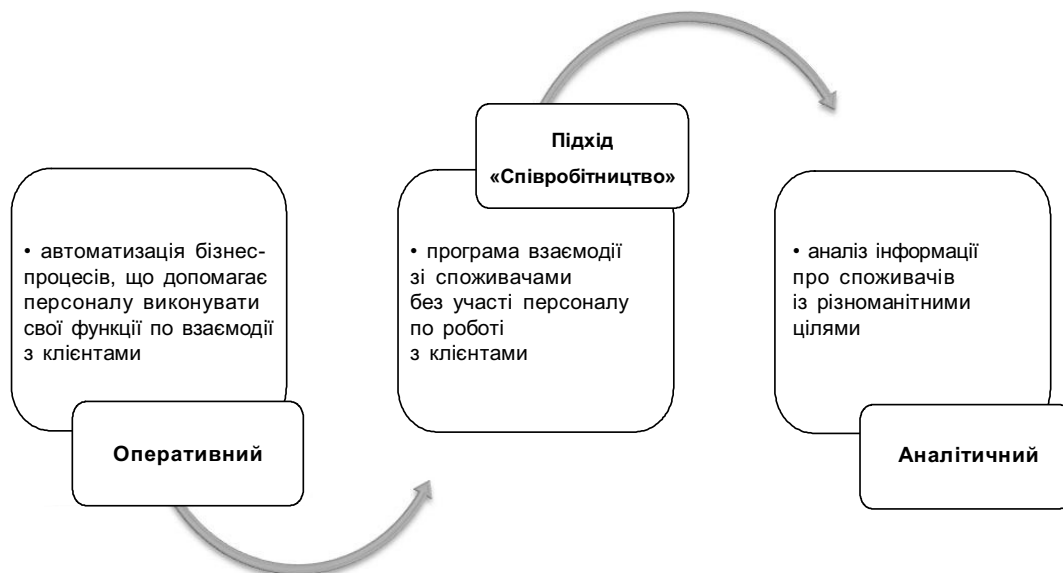 • автоматизація бізнес-
процесів, що допомагає
персоналу виконувати
свої функції по взаємодії
з клієнтами
Оперативний
Підхід
«Співробітництво»
• програма взаємодії
зі споживачами
без участі персоналу
по роботі
з клієнтами
• аналіз інформації
про споживачів
із різноманітними
цілями
Аналітичний